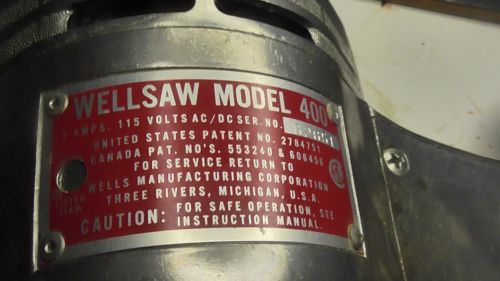 WELLSAW MODEL 400
7 AMPS. 115 VOLTS AC/DC SER. NO.
UNITED STATES PATENT NO. 2784751
CANADA PAT. NO'S. 553240 & 606456
FOR SERVICE RETURN TO
WELLS MANUFACTURING CORPORATION
THREE RIVERS, MICHIGAN, U.S.A.
CAUTION: FOR SAFE OPERATION, SEE
INSTRUCTION MANUAL.